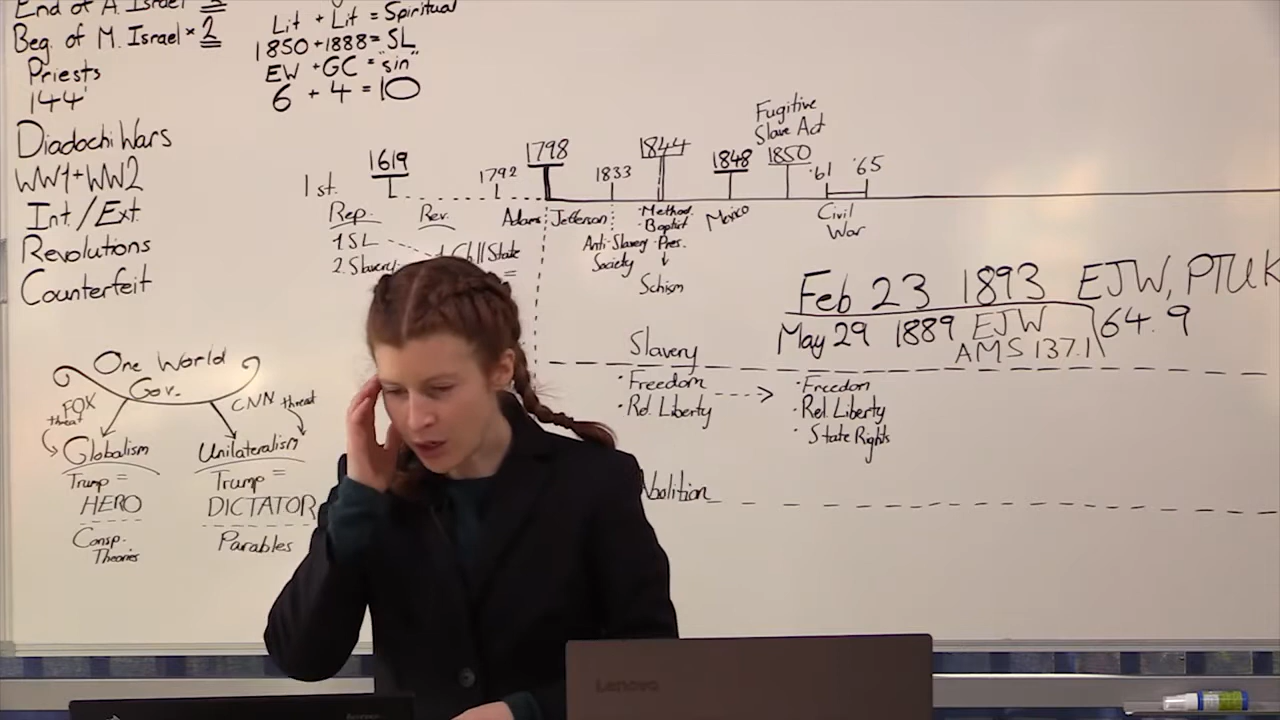 End of A. Israel
Beg. of M. Israel × 2
Priests
144'
Diadochi Wars
WW1+WW2
Int./Ext.
Revolutions
Counterfeit
Lit + Lit = Spiritual
1850+1888= SL
EW + GC = "sin"
6 + 4 = 10
One World
Gov.
FOX
threat
CNN threat
Globalism
Trump =
HERO
Consp.
Theories
Unilateralism
Trump =
DICTATOR
Parables
1st.
1619
1792
1798
1833
1844
1848
Fugitive
Slave Act
1850
'61 '65
Rep.
1. SL
2. Slavery
Rev.
State
=
Adams
Jefferson
Anti-Slavery
Society
• Method.
• Baptist
• Pres.
↓
Schism
Mexico
Civil
War
Feb 23 1893 EJW, PTUK
May 29 1889 EJW 64.9
AMS 137.1
Slavery
• Freedom
• Rel. Liberty
• Freedom
• Rel. Liberty
• State Rights
Abolition
Lenovo